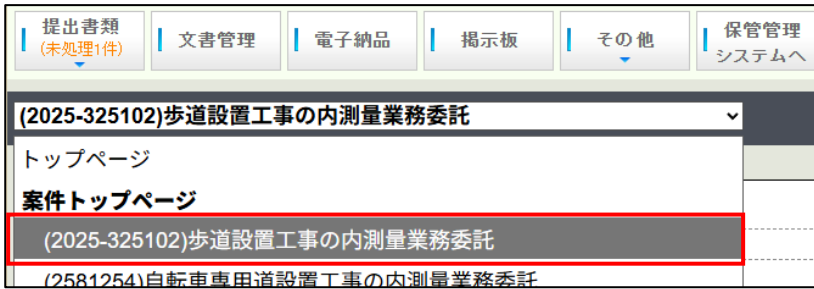 提出書類
(未処理1件)
文書管理
電子納品
掲示板
その他
保管管理
システムへ
(2025-325102)歩道設置工事の内測量業務委託
トップページ
案件トップページ
(2025-325102)歩道設置工事の内測量業務委託
(2581254)自転車専用道設置工事の内測量業務委託